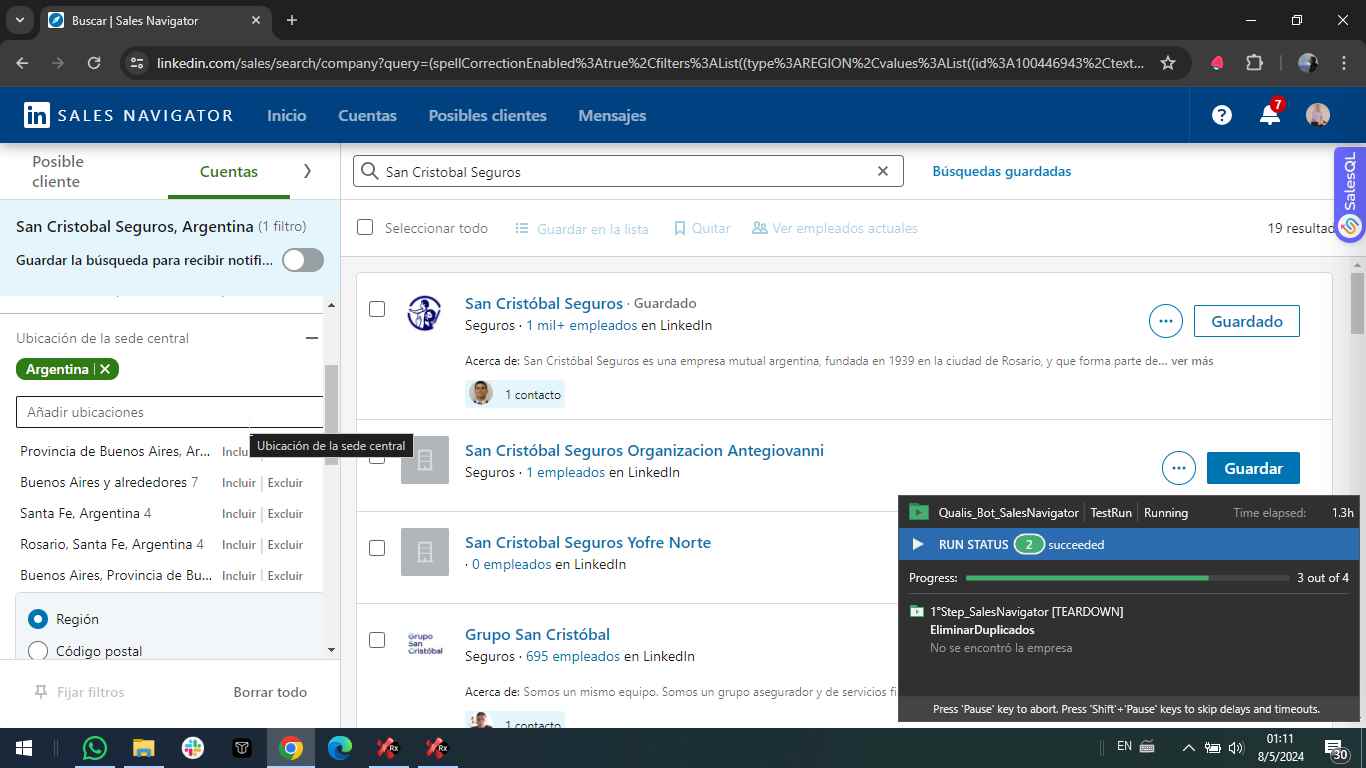 Buscar | Sales Navigator
linkedin.com/sales/search/company?query=(spellCorrectionEnabled%3Atrue%2Cfilters%3AList((type%3AREGION%2Cvalues%3AList((id%3A100446943%2Ctext...
in SALES NAVIGATOR
Inicio
Cuentas
Posibles clientes
Mensajes
7
Posible cliente
Cuentas
San Cristobal Seguros
Búsquedas guardadas
SalesQL
San Cristobal Seguros, Argentina (1 filtro)
Guardar la búsqueda para recibir notifi...
Seleccionar todo
Guardar en la lista
Quitar
Ver empleados actuales
19 resultad
Ubicación de la sede central
Argentina
Añadir ubicaciones
Ubicación de la sede central
Provincia de Buenos Aires, Ar... Inclu
Buenos Aires y alrededores 7 Incluir | Excluir
Santa Fe, Argentina 4 Incluir | Excluir
Rosario, Santa Fe, Argentina 4 Incluir | Excluir
Buenos Aires, Provincia de Bu... Incluir | Excluir
Región
Código postal
Fijar filtros
Borrar todo
San Cristóbal Seguros · Guardado
Seguros · 1 mil+ empleados en LinkedIn
Acerca de: San Cristóbal Seguros es una empresa mutual argentina, fundada en 1939 en la ciudad de Rosario, y que forma parte de... ver más
1 contacto
Guardado
San Cristóbal Seguros Organizacion Antegiovanni
Seguros · 1 empleados en LinkedIn
Guardar
San Cristobal Seguros Yofre Norte
· 0 empleados en LinkedIn
Grupo San Cristóbal
Grupo San Cristóbal
Seguros · 695 empleados en LinkedIn
Acerca de: Somos un mismo equipo. Somos un grupo asegurador y de servicios fi
1 contacto
Qualis_Bot_SalesNavigator | TestRun | Running Time elapsed: 1.3h
RUN STATUS 2 succeeded
Progress: 3 out of 4
1°Step_SalesNavigator [TEARDOWN]
EliminarDuplicados
No se encontró la empresa
Press 'Pause' key to abort. Press 'Shift'+'Pause' keys to skip delays and timeouts.
Rx
Rx
EN
01:11
8/5/2024
30